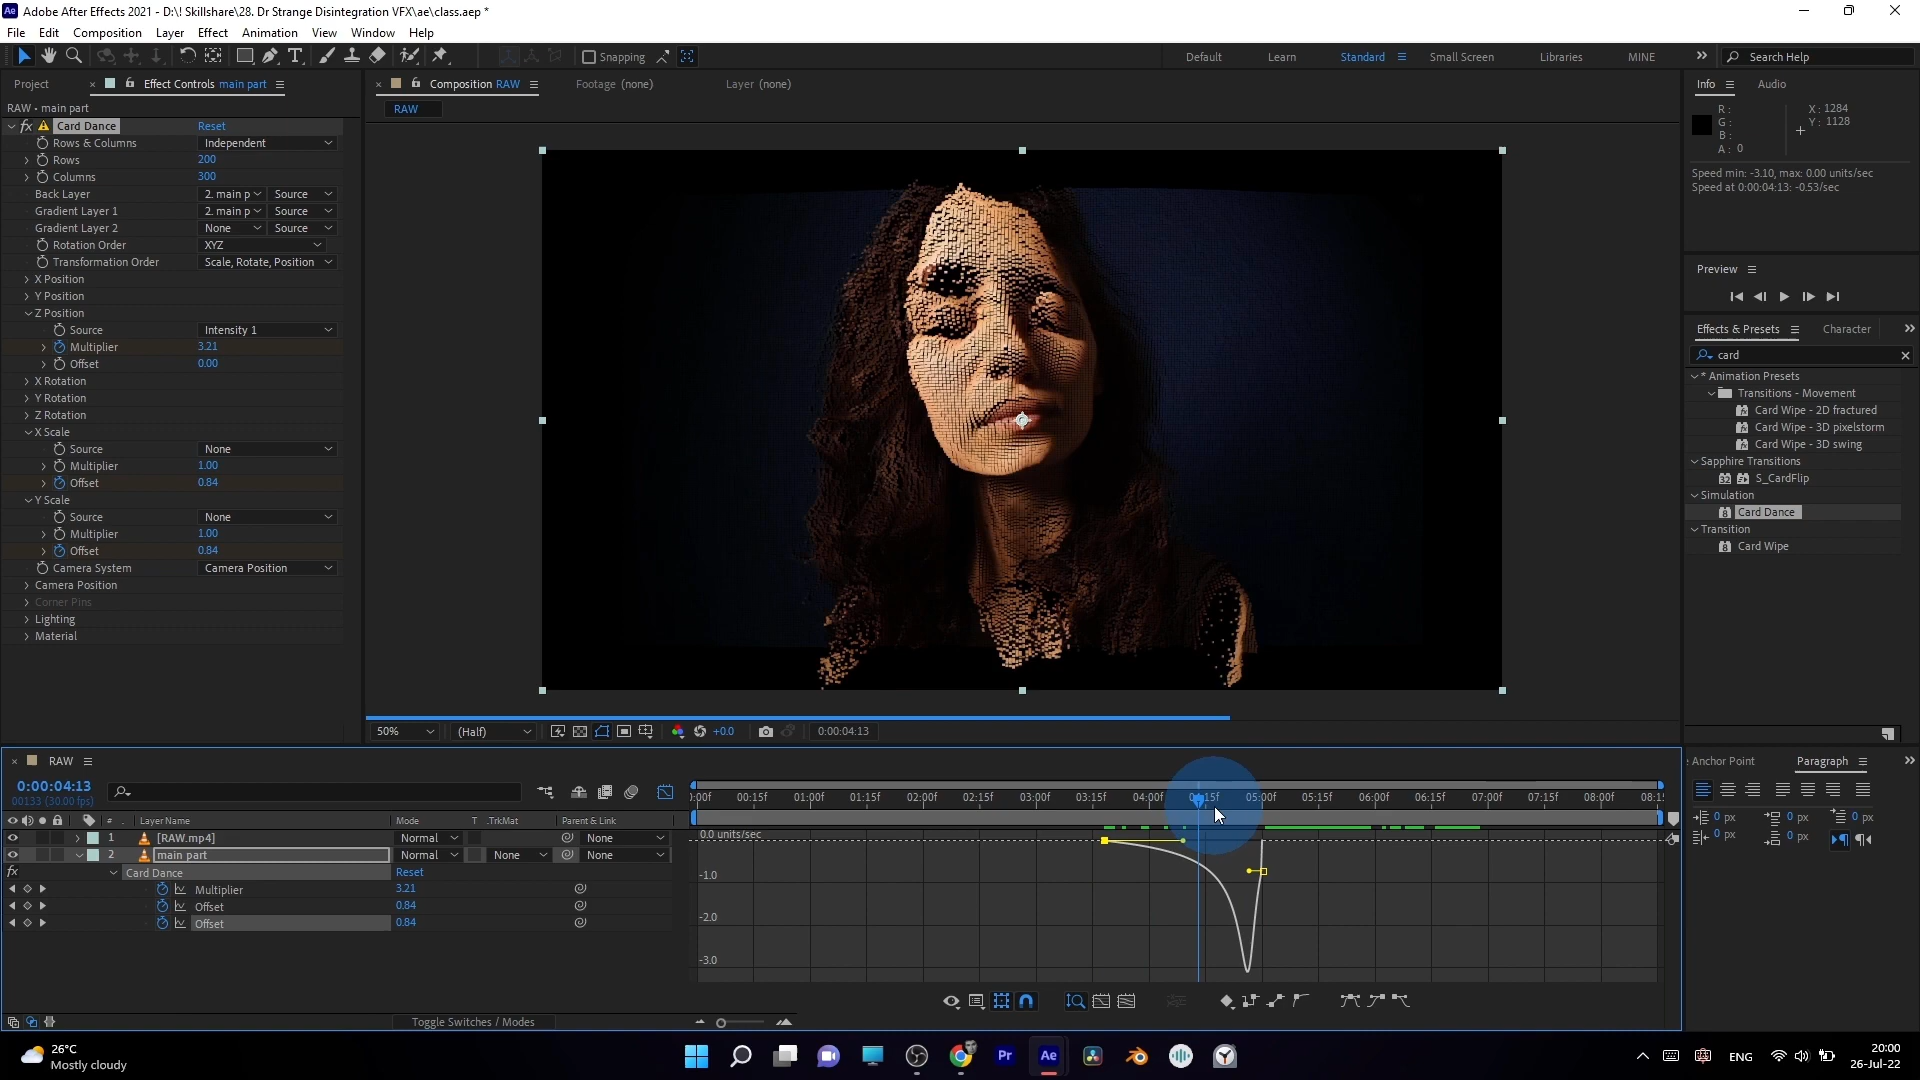 Adobe After Effects 2021 - D:\! Skillshare\28. Dr Strange Disintegration VFX\ae\class.aep *
File Edit Composition Layer Effect Animation View Window Help
Snapping
Default Learn Standard Small Screen Libraries MINE Search Help
Project Effect Controls main part
RAW • main part
Card Dance Reset
Rows & Columns Independent
Rows 200
Columns 300
Back Layer 2. main p Source
Gradient Layer 1 2. main p Source
Gradient Layer 2 None Source
Rotation Order XYZ
Transformation Order Scale, Rotate, Position
X Position
Y Position
Z Position
Source Intensity 1
Multiplier 3.21
Offset 0.00
X Rotation
Y Rotation
Z Rotation
X Scale
Source None
Multiplier 1.00
Offset 0.84
Y Scale
Source None
Multiplier 1.00
Offset 0.84
Camera System Camera Position
Camera Position
Corner Pins
Lighting
Material
Composition RAW Footage (none) Layer (none)
RAW
50% (Half) +0.0 0:00:04:13
Info Audio
R: X: 1284
G: Y: 1128
B:
A: 0
Speed min: -3.10, max: 0.00 units/sec
Speed at 0:00:04:13: -0.53/sec
Preview
Effects & Presets Character
card
* Animation Presets
Transitions - Movement
Card Wipe - 2D fractured
Card Wipe - 3D pixelstorm
Card Wipe - 3D swing
Sapphire Transitions
S_CardFlip
Simulation
Card Dance
Transition
Card Wipe
Anchor Point Paragraph
0 px 0 px 0 px
0 px 0 px
RAW
0:00:04:13
00133 (30.00 fps)
# Layer Name Mode T .TrkMat Parent & Link
1 [RAW.mp4] Normal None
2 main part Normal None None
fx Card Dance Reset
Multiplier 3.21
Offset 0.84
Offset 0.84
Toggle Switches / Modes
):00f 00:15f 01:00f 01:15f 02:00f 02:15f 03:00f 03:15f 04:00f 04:15f 05:00f 05:15f 06:00f 06:15f 07:00f 07:15f 08:00f 08:15
0.0 units/sec
-1.0
-2.0
-3.0
26°C
Mostly cloudy
Pr Ae
ENG
20:00
26-Jul-22